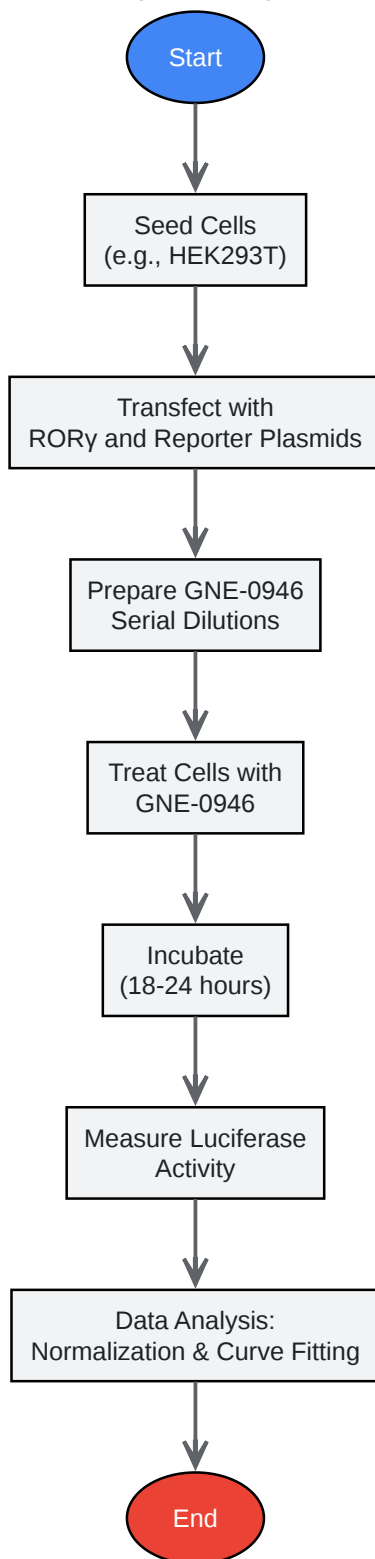 Start
Seed Cells
(e.g., HEK293T)
Transfect with
RORγ and Reporter Plasmids
Prepare GNE-0946
Serial Dilutions
Treat Cells with
GNE-0946
Incubate
(18-24 hours)
Measure Luciferase
Activity
Data Analysis:
Normalization & Curve Fitting
End